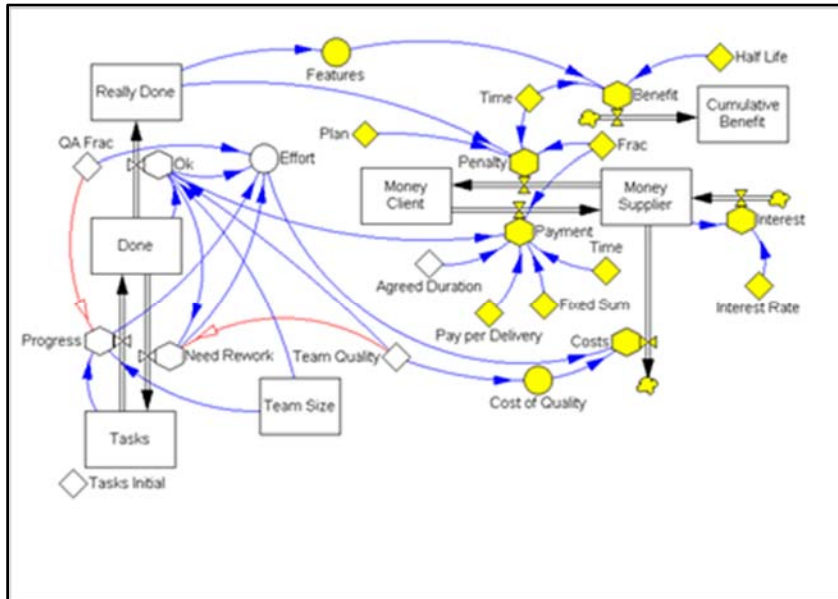 Really Done
Features
Half Life
Time
Benefit
Cumulative
Benefit
Plan
QA Frac
Ok
Effort
Penalty
Frac
Money
Client
Money
Supplier
Done
Payment
Interest
Time
Agreed Duration
Fixed Sum
Interest Rate
Pay per Delivery
Progress
Need Rework
Team Quality
Costs
Cost of Quality
Team Size
Tasks
Tasks Initial